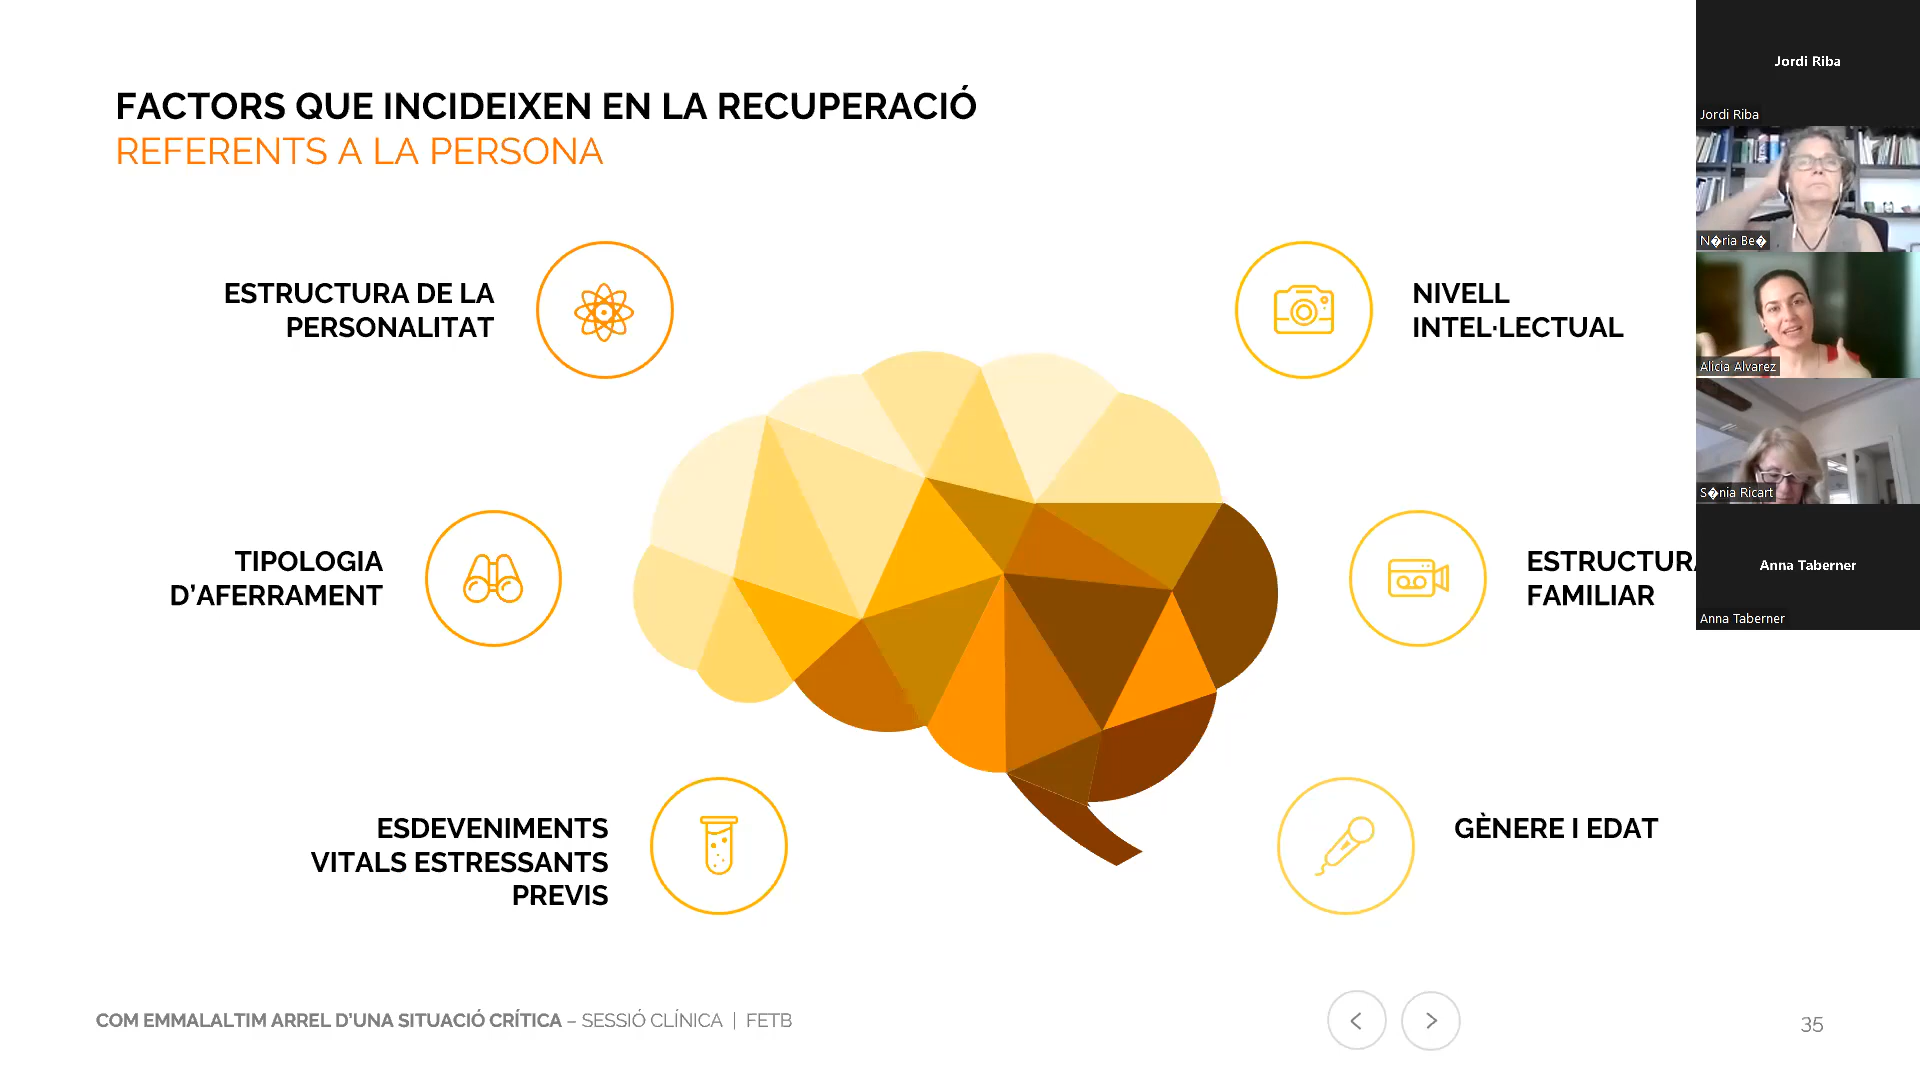 FACTORS QUE INCIDEIXEN EN LA RECUPERACIÓ
REFERENTS A LA PERSONA
ESTRUCTURA DE LA
PERSONALITAT
NIVELL
INTEL·LECTUAL
TIPOLOGIA
D'AFERRAMENT
ESTRUCTURA
FAMILIAR
ESDEVENIMENTS
VITALS ESTRESSANTS
PREVIS
GÈNERE I EDAT
COM EMMALALTIM ARREL D'UNA SITUACIÓ CRÍTICA – SESSIÓ CLÍNICA | FETB
35
Jordi Riba
Jordi Riba
N�ria Be�
Alicia Alvarez
S�nia Ricart
Anna Taberner
Anna Taberner